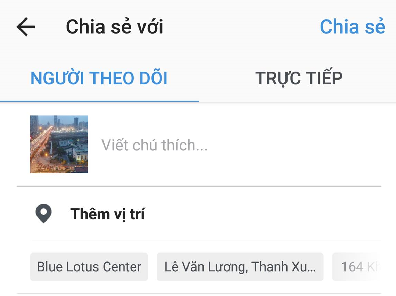 Chia sẻ với
Chia sẻ
NGƯỜI THEO DÕI
TRỰC TIẾP
Viết chú thích...
Thêm vị trí
Blue Lotus Center
Lê Văn Lương, Thanh Xu...
164